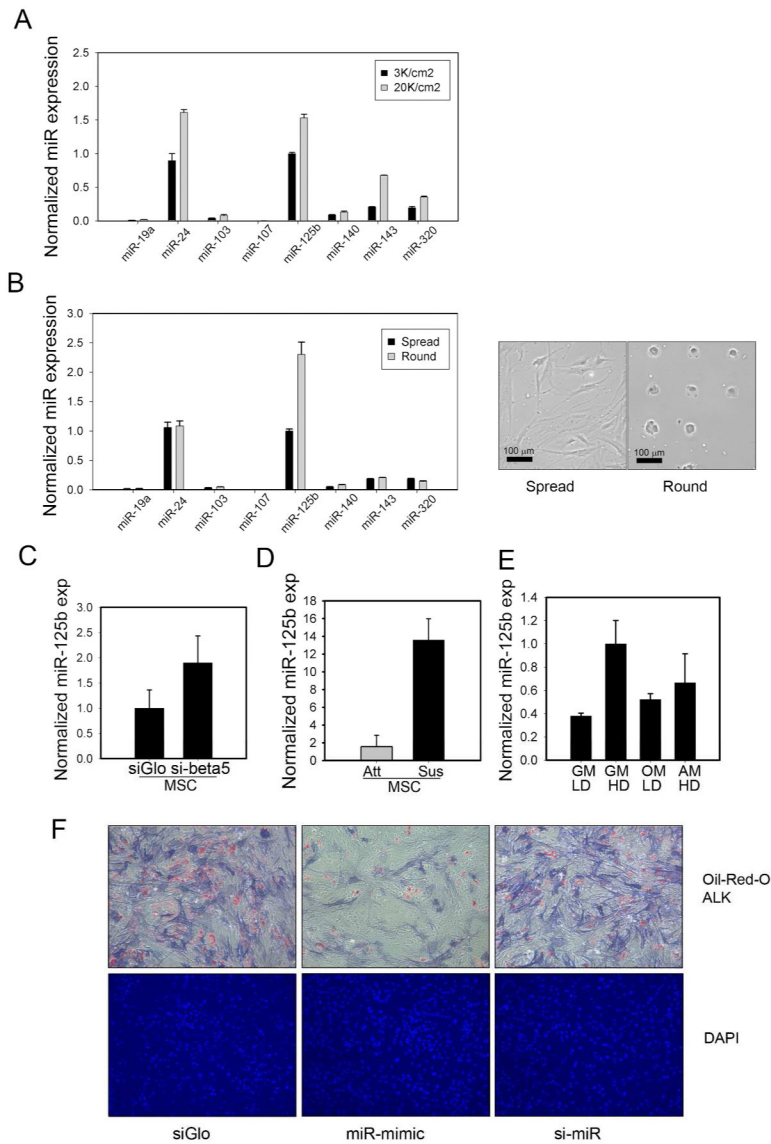 A
Normalized miR expression
2.5
2.0
1.5
1.0
0.5
0.0
3K/cm2
20K/cm2
miR-19a
miR-24
miR-103
miR-107
miR-125b
miR-140
miR-143
miR-320
B
Normalized miR expression
3.0
2.5
2.0
1.5
1.0
0.5
0.0
Spread
Round
miR-19a
miR-24
miR-103
miR-107
miR-125b
miR-140
miR-143
miR-320
100 µm
100 µm
Spread
Round
C
Normalized miR-125b exp
3.0
2.5
2.0
1.5
1.0
0.5
0.0
siGlo si-beta5
MSC
D
Normalized miR-125b exp
18
16
14
12
10
8
6
4
2
0
Att
Sus
MSC
E
Normalized miR-125b exp
1.4
1.2
1.0
0.8
0.6
0.4
0.2
0.0
GM GM OM AM
LD HD LD HD
F
Oil-Red-O
ALK
DAPI
siGlo
miR-mimic
si-miR